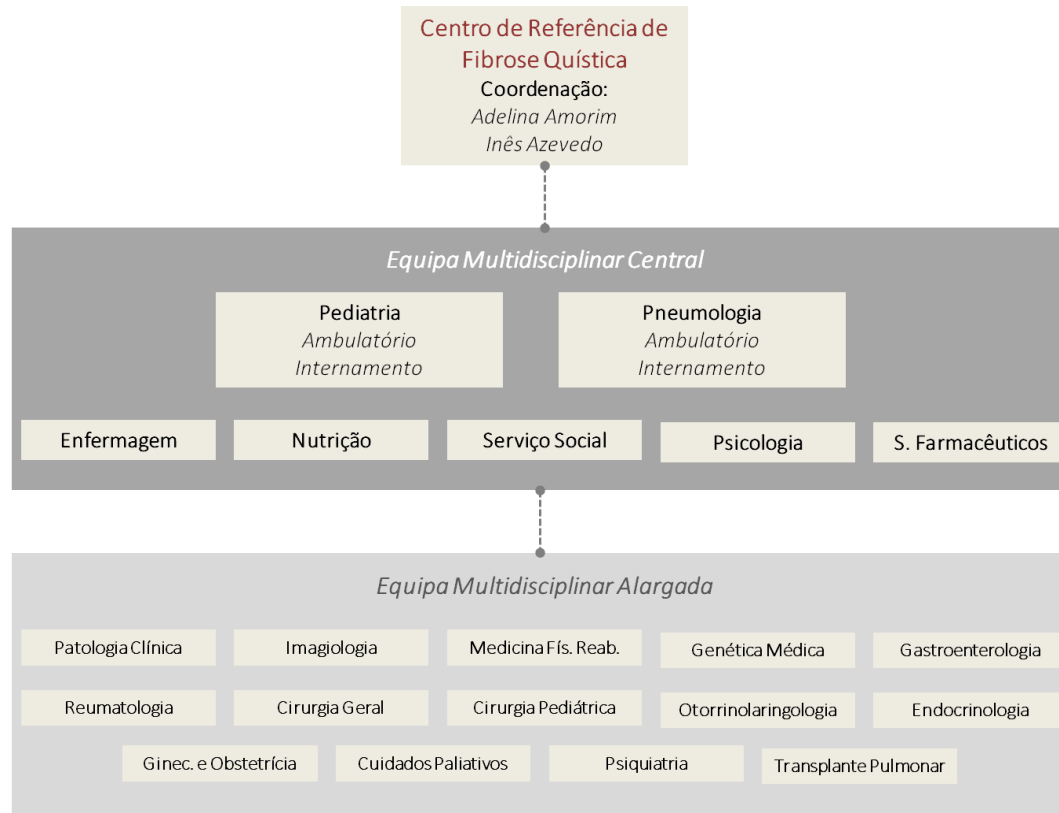 Centro de Referência de
Fibrose Quística
Coordenação:
Adelina Amorim
Inês Azevedo
Equipa Multidisciplinar Central
Pediatria
Ambulatório
Internamento
Pneumologia
Ambulatório
Internamento
Enfermagem
Nutrição
Serviço Social
Psicologia
S. Farmacêuticos
Equipa Multidisciplinar Alargada
Patologia Clínica
Imagiologia
Medicina Fís. Reab.
Genética Médica
Gastroenterologia
Reumatologia
Cirurgia Geral
Cirurgia Pediátrica
Otorrinolaringologia
Endocrinologia
Ginec. e Obstetrícia
Cuidados Paliativos
Psiquiatria
Transplante Pulmonar